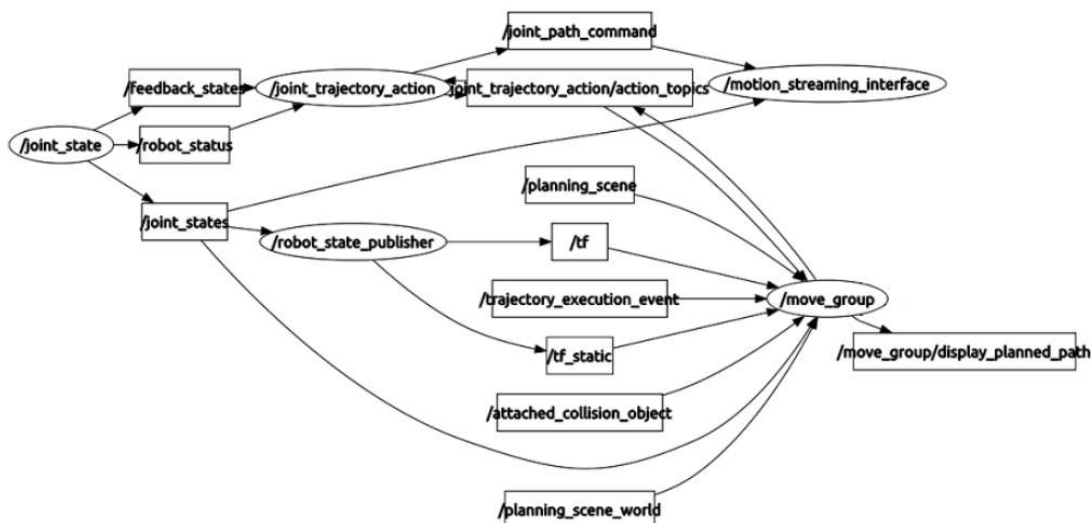 /joint_path_command
/feedback_states
/joint_trajectory_action
joint_trajectory_action/action_topics
/motion_streaming_interface
/joint_state
/robot_status
/planning_scene
/joint_states
/robot_state_publisher
/tf
/trajectory_execution_event
/move_group
/tf_static
/move_group/display_planned_path
/attached_collision_object
/planning_scene_world